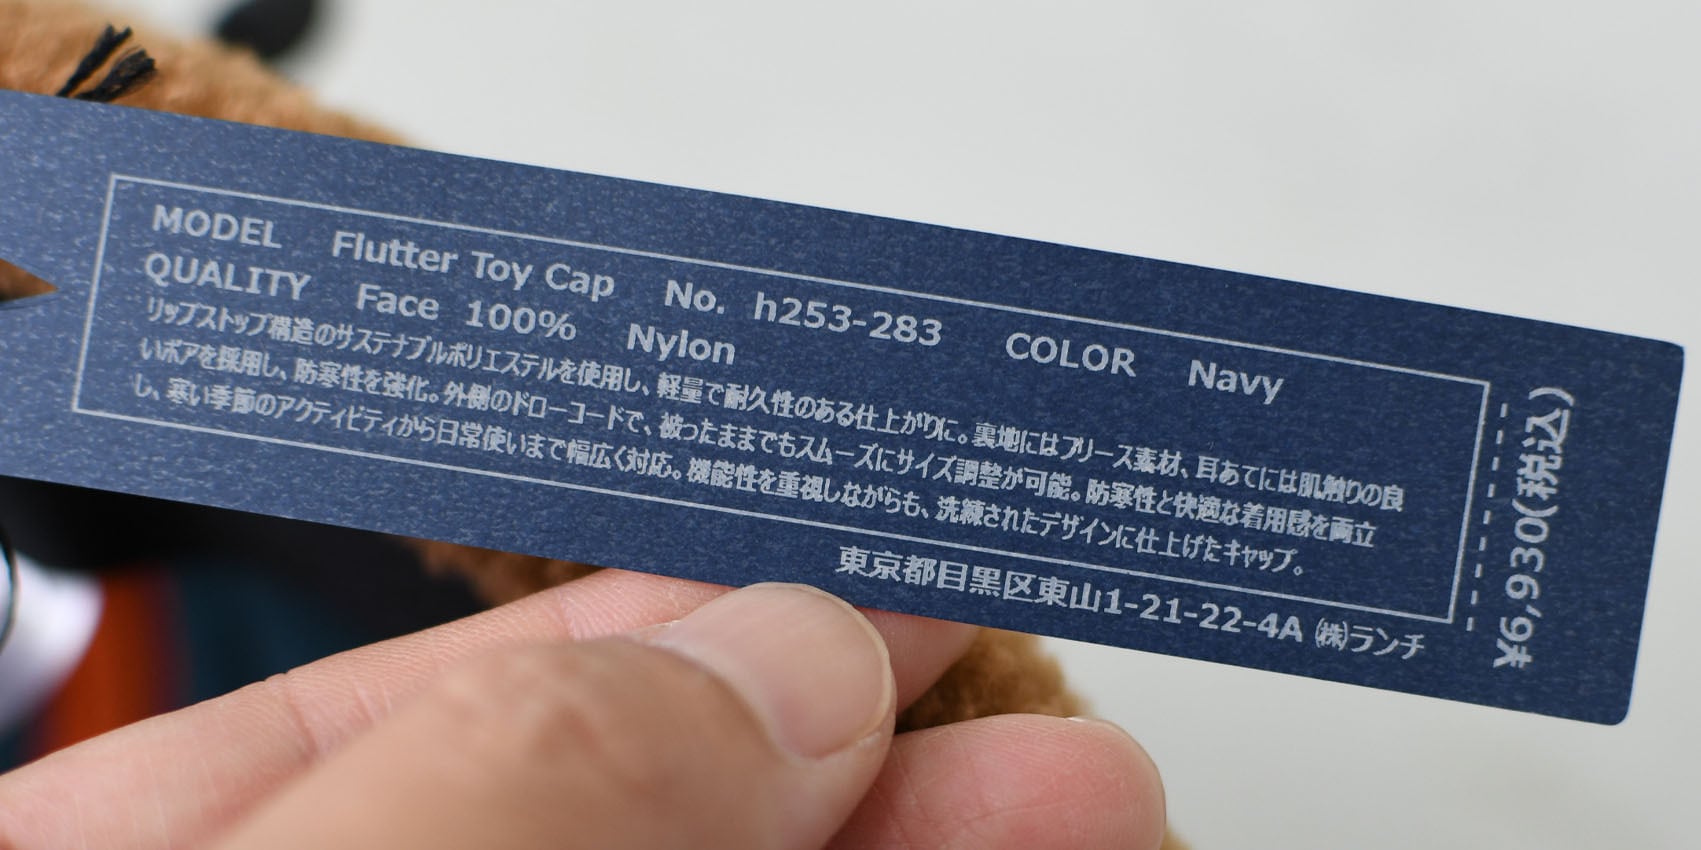 MODEL Flutter Toy Cap No. h253-283 COLOR Navy
QUALITY Face 100% Nylon
リップストップ構造のサステナブルポリエステルを使用し、軽量で耐久性のある仕上がりに。裏地にはフリース素材、耳あてには肌触りの良
いボアを採用し、防寒性を強化。外側のドローコードで、被ったままでもスムーズにサイズ調整が可能。防寒性と快適な着用感を両立
し、寒い季節のアクティビティから日常使いまで幅広く対応。機能性を重視しながらも、洗練されたデザインに仕上げたキャップ。
東京都目黒区東山1-21-22-4A ㈱ランチ
¥6,930(税込)